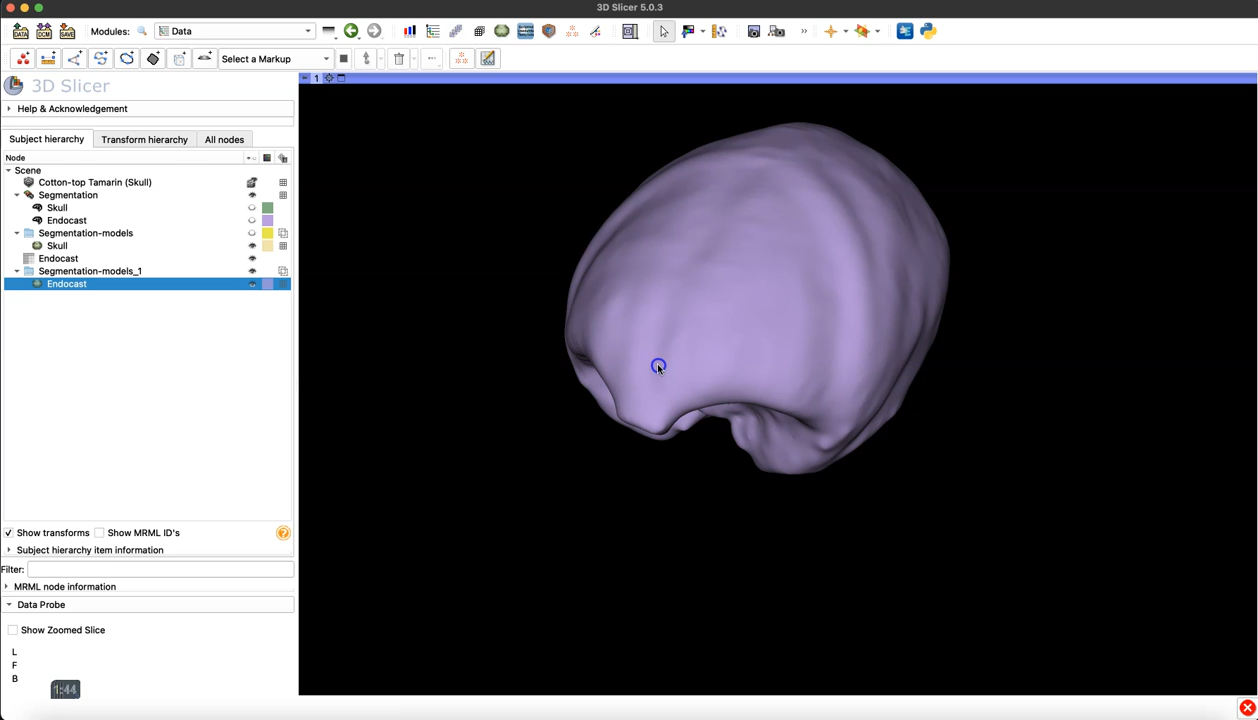 3D Slicer 5.0.3
DATA DCM SAVE Modules: Data
Select a Markup
3D Slicer
Help & Acknowledgement
Subject hierarchy Transform hierarchy All nodes
Node
Scene
Cotton-top Tamarin (Skull)
Segmentation
Skull
Endocast
Segmentation-models
Skull
Endocast
Segmentation-models_1
Endocast
Show transforms Show MRML ID's
Subject hierarchy item information
Filter:
MRML node information
Data Probe
Show Zoomed Slice
L
F
B
1:44
1